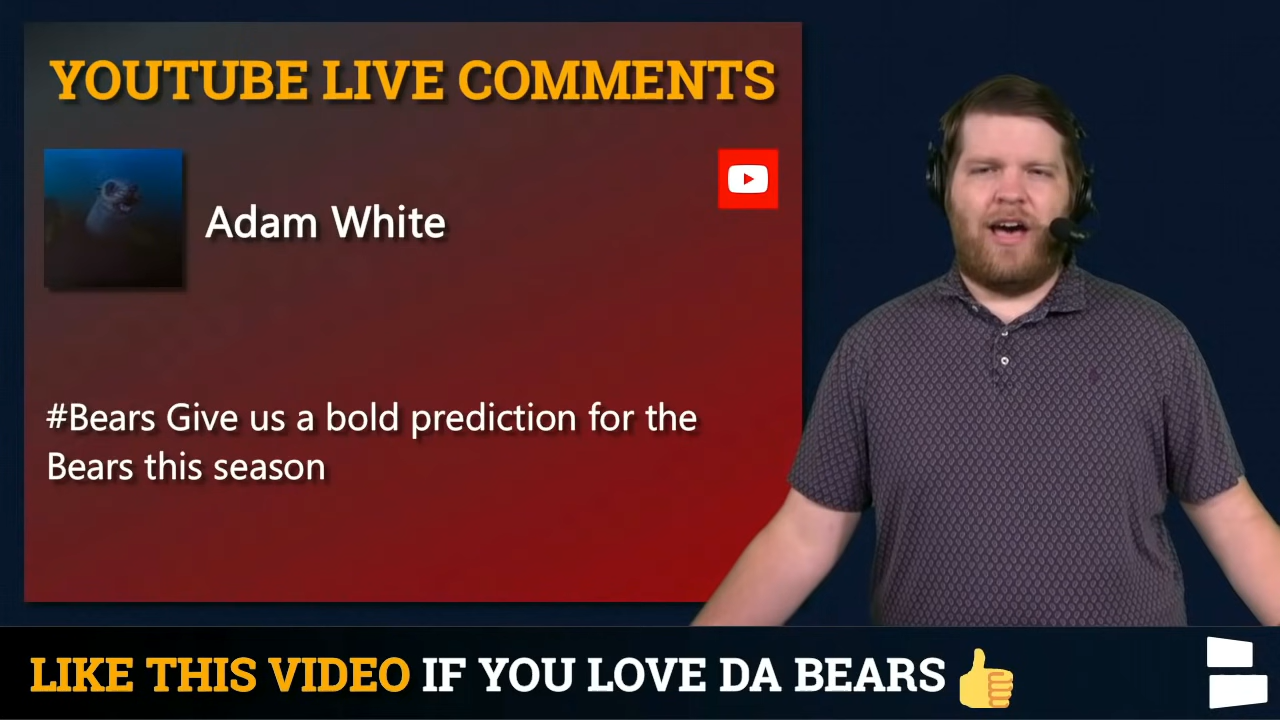 YOUTUBE LIVE COMMENTS
Adam White
#Bears Give us a bold prediction for the
Bears this season
LIKE THIS VIDEO IF YOU LOVE DA BEARS